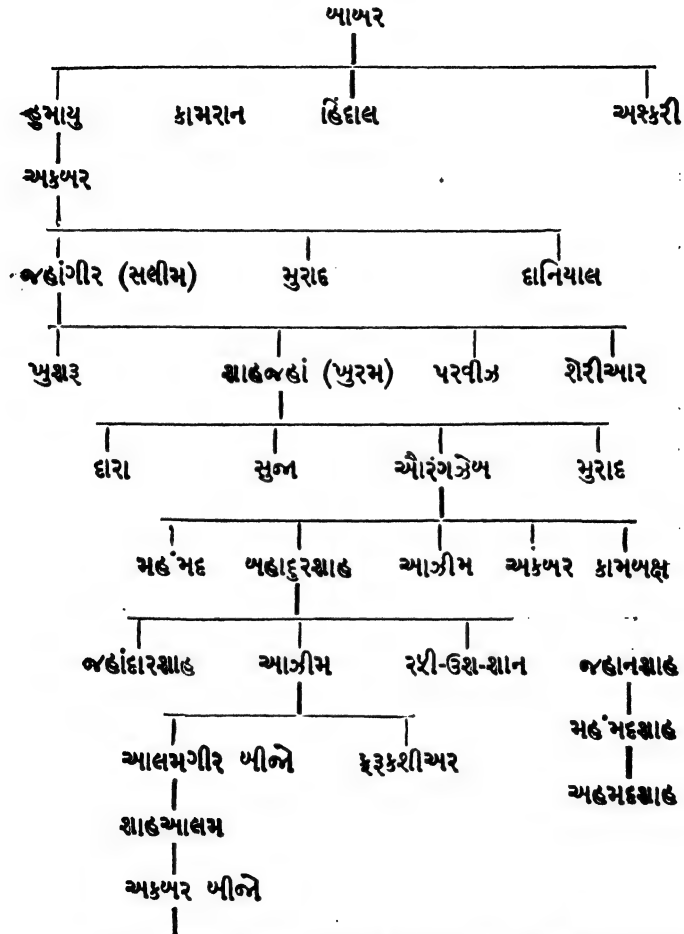 બાબર
હુમાયુ કામરાન હિંદાલ અશ્કરી
અકબર
જહાંગીર (સલીમ) મુરાદ દાનિયાલ
ખુશરૂ શાહજહાં (ખુરમ) પરવીઝ શેરીઆર
દારા સુજા ઔરંગઝેબ મુરાદ
મહંમદ બહાદુરશાહ આઝીમ અકબર કામબક્ષ
જહાંદારશાહ આઝીમ રફી-ઉશ-શાન જહાનશાહ
મહંમદશાહ
આલમગીર બીજો ફરૂકશીઅર
અહમદશાહ
શાહઆલમ
અકબર બીજો